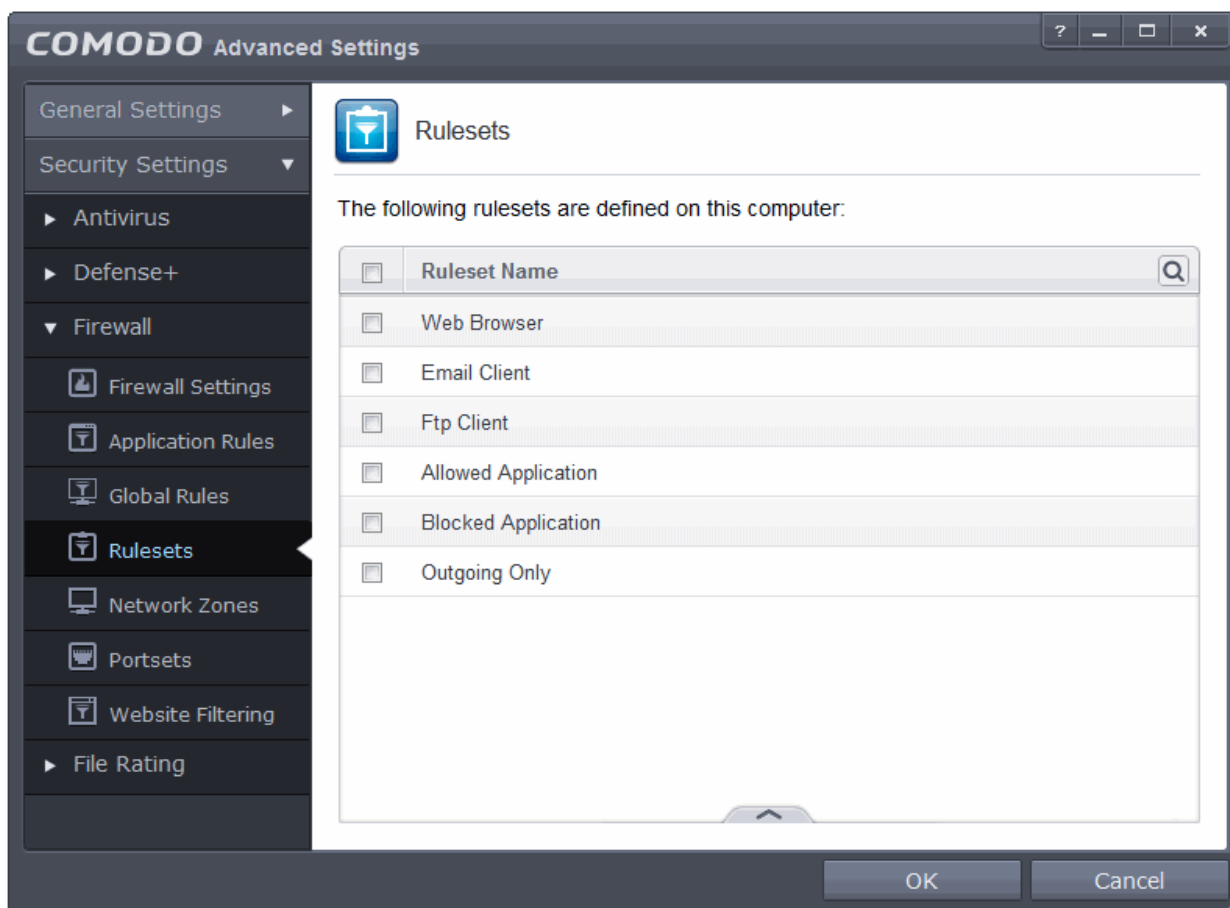 COMODO Advanced Settings
?
General Settings
Security Settings
Antivirus
Defense+
Firewall
Firewall Settings
Application Rules
Global Rules
Rulesets
Network Zones
Portsets
Website Filtering
File Rating
Rulesets
The following rulesets are defined on this computer:
Ruleset Name
Web Browser
Email Client
Ftp Client
Allowed Application
Blocked Application
Outgoing Only
OK
Cancel